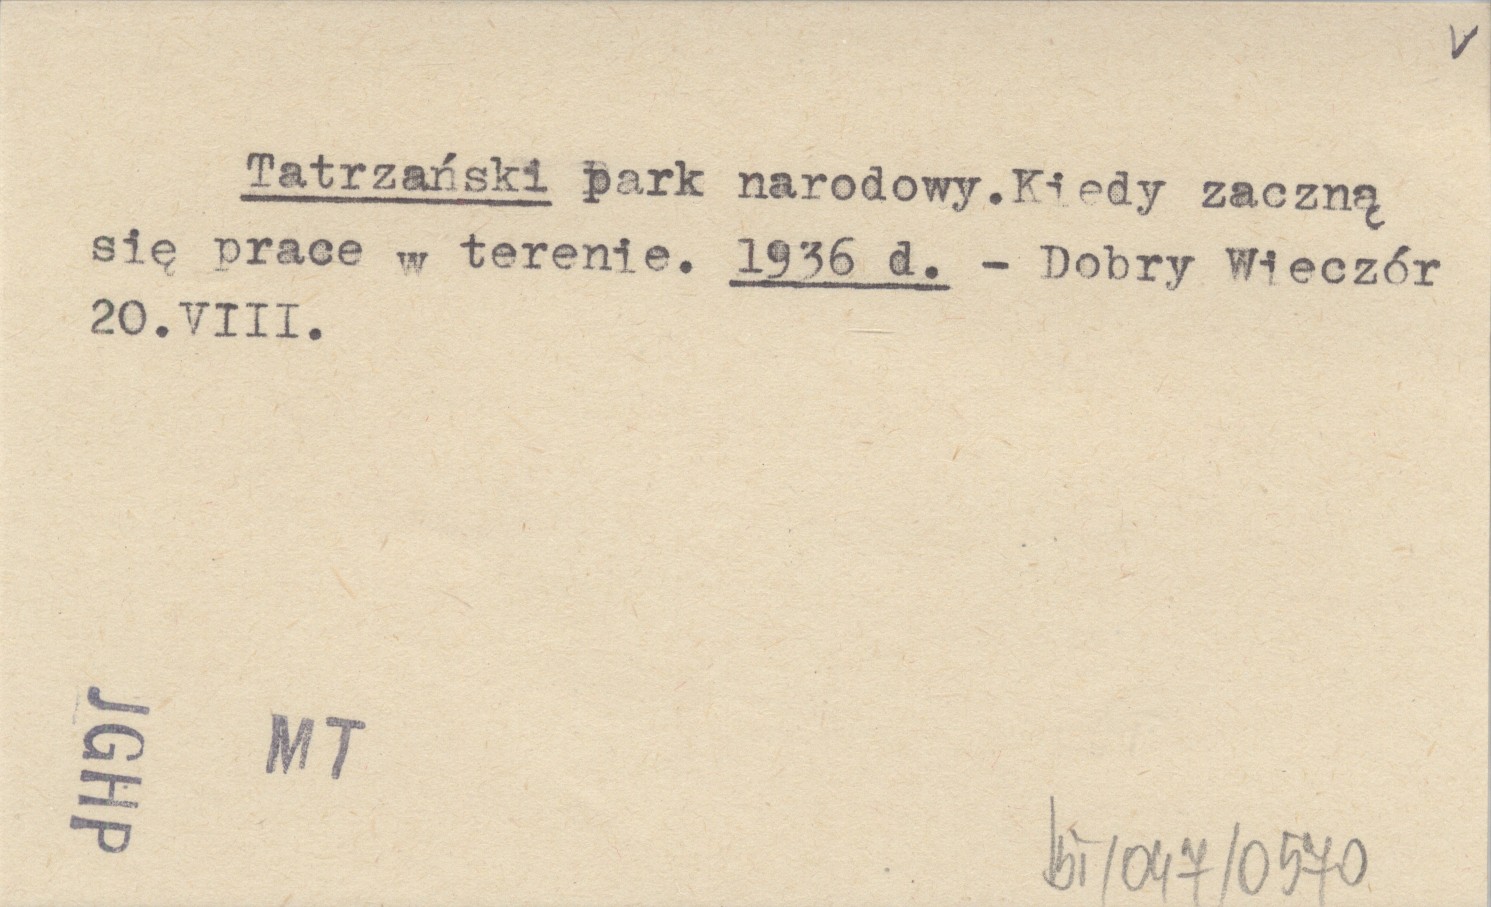 V
Tatrzański park narodowy.Kiedy zaczną
się prace w terenie. 1936 d. - Dobry Wieczór
20.VIII.
JGHP
MT
bi/047/0570